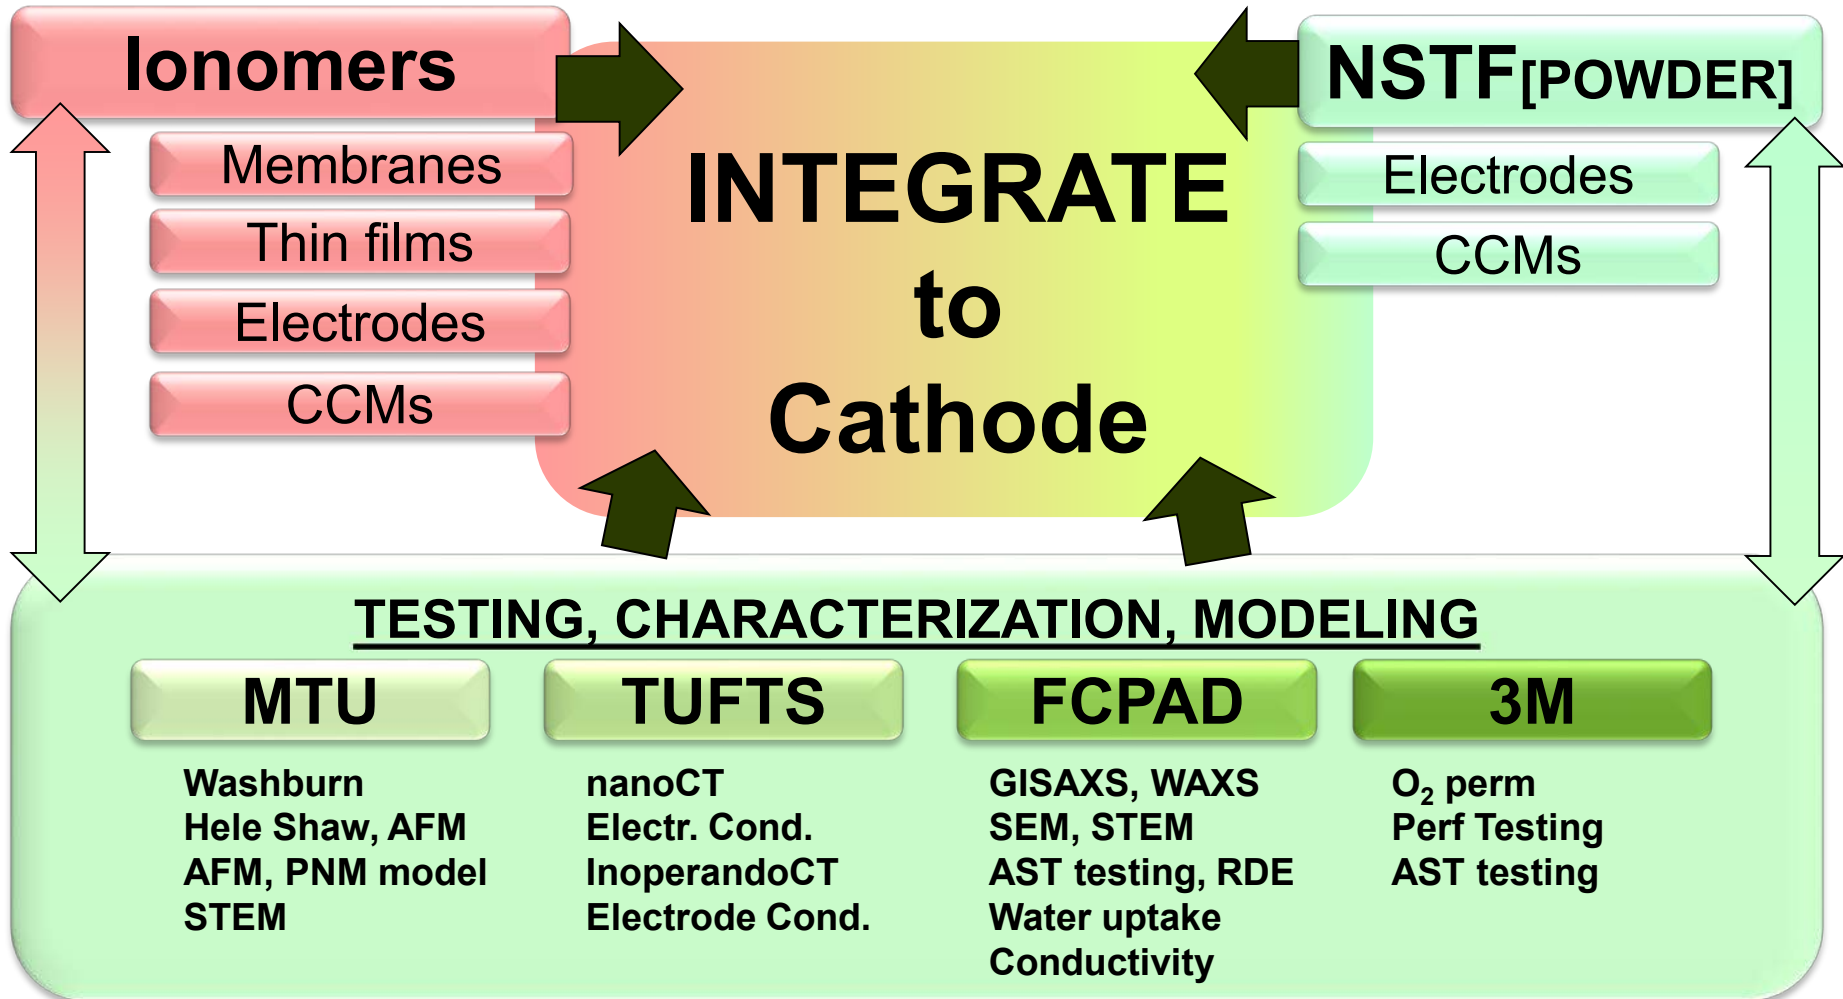 Ionomers
Membranes
Thin films
Electrodes
CCMs
INTEGRATE
to
Cathode
NSTF[POWDER]
Electrodes
CCMs
TESTING, CHARACTERIZATION, MODELING
MTU
Washburn
Hele Shaw, AFM
AFM, PNM model
STEM
TUFTS
nanoCT
Electr. Cond.
InoperandoCT
Electrode Cond.
FCPAD
GISAXS, WAXS
SEM, STEM
AST testing, RDE
Water uptake
Conductivity
3M
O₂ perm
Perf Testing
AST testing